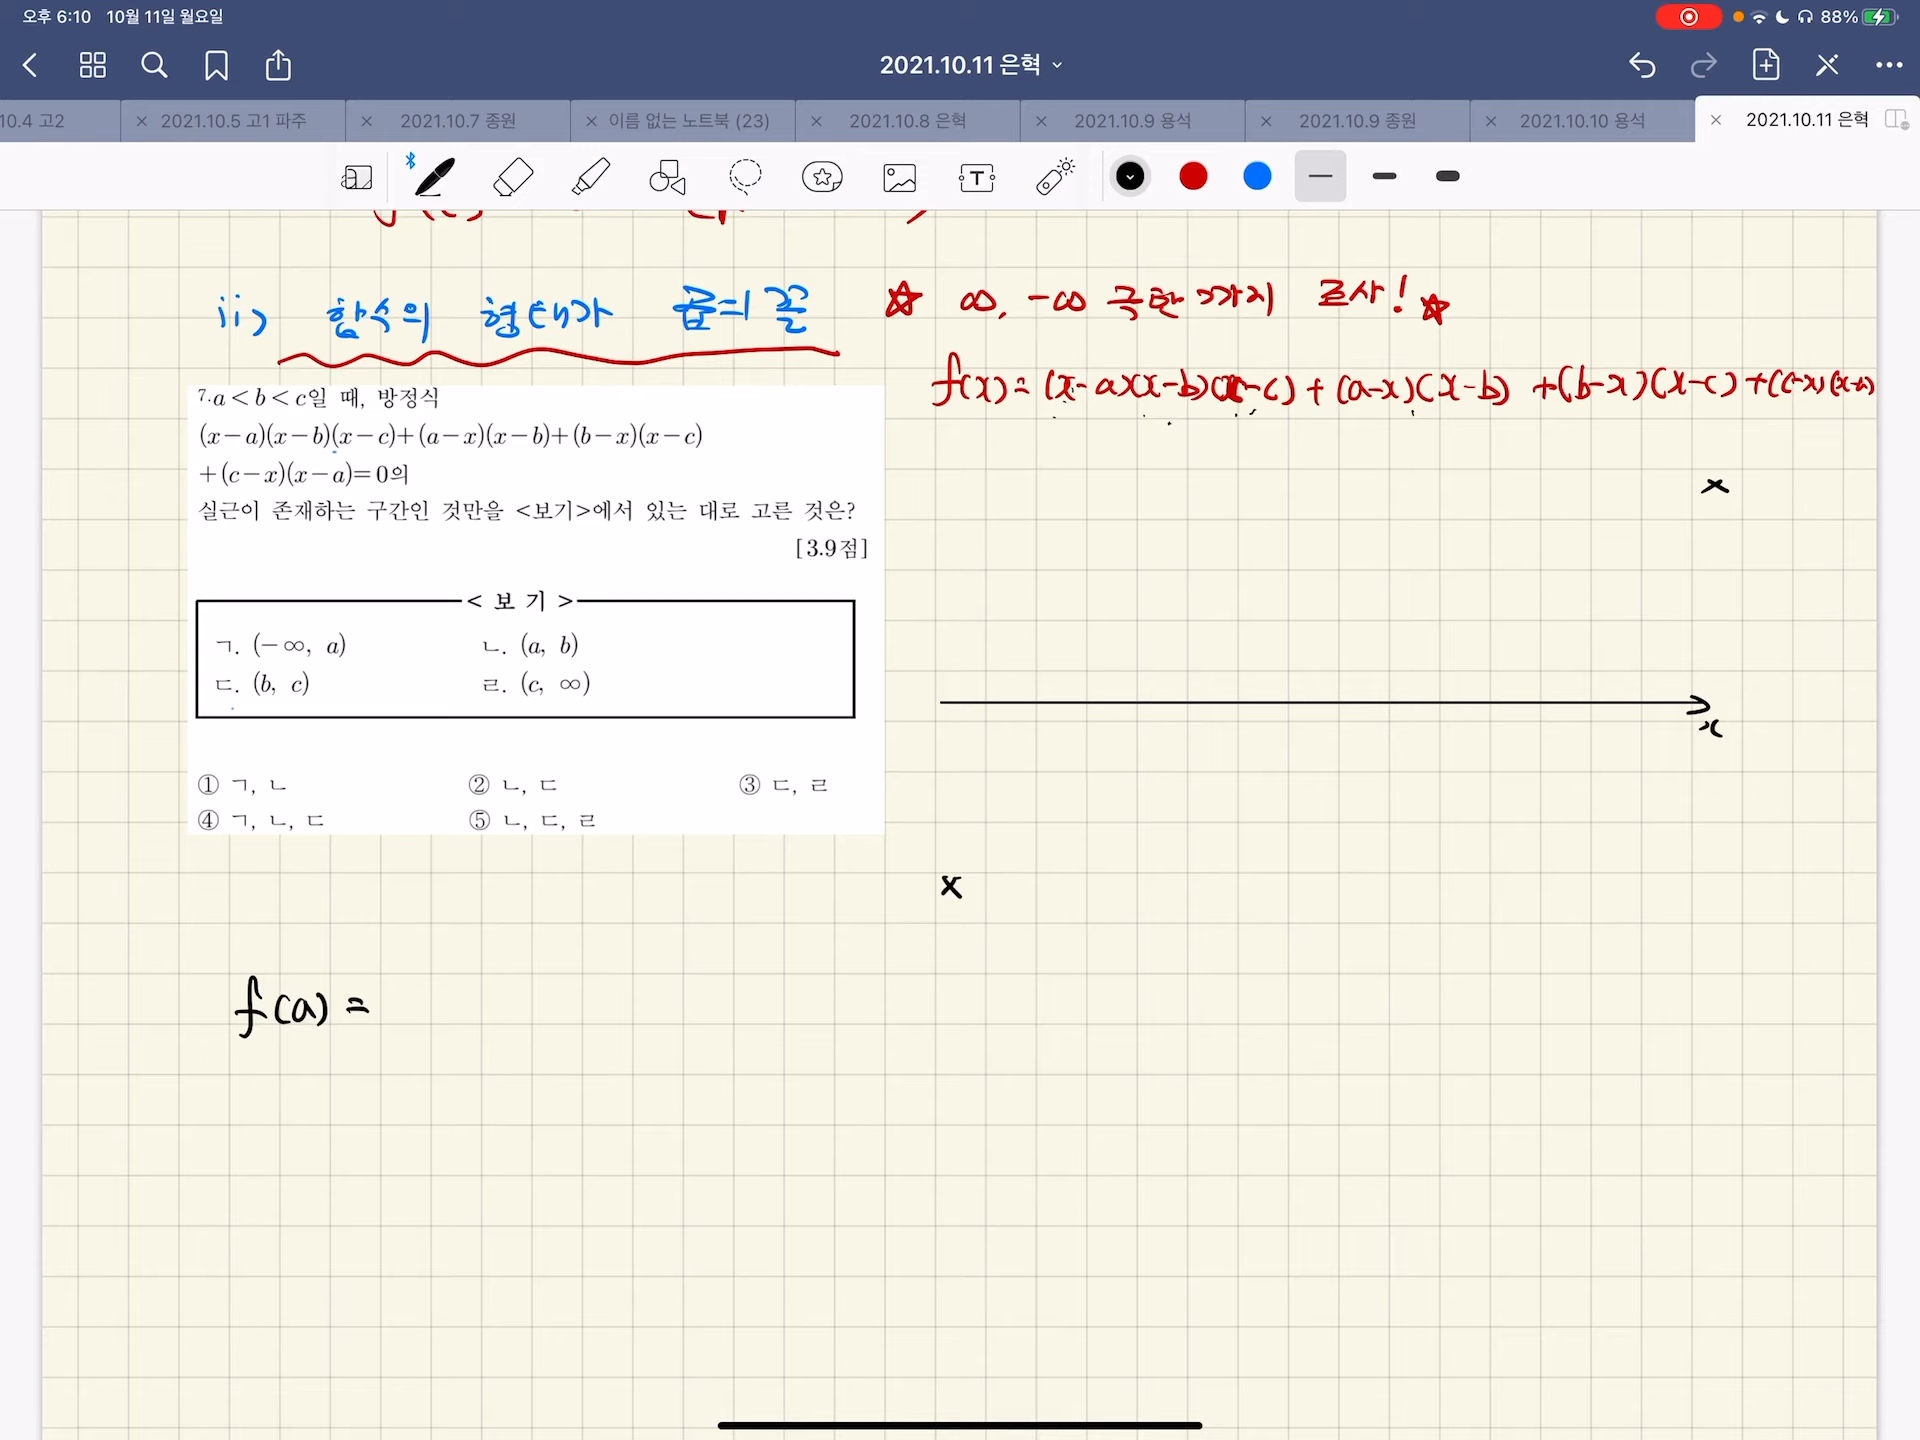 오후 6:10 10월 11일 월요일
88%
2021.10.11 은혁
10.4 고2
2021.10.5 고1 파주
2021.10.7 종원
이름 없는 노트북 (23)
2021.10.8 은혁
2021.10.9 용석
2021.10.9 종원
2021.10.10 용석
2021.10.11 은혁
ii) 함수의 형태가 곱의 꼴
☆ ∞, -∞ 극한까지 조사! ☆
f(x) = (x-a)(x-b)(x-c) + (a-x)(x-b) + (b-x)(x-c) + (c-x)(x-a)
7. a<b<c일 때, 방정식
(x-a)(x-b)(x-c)+(a-x)(x-b)+(b-x)(x-c)
+(c-x)(x-a)=0의
실근이 존재하는 구간인 것만을 <보기>에서 있는 대로 고른 것은?
[3.9점]
< 보 기 >
ㄱ. (-∞, a) ㄴ. (a, b)
ㄷ. (b, c) ㄹ. (c, ∞)
① ㄱ, ㄴ ② ㄴ, ㄷ ③ ㄷ, ㄹ
④ ㄱ, ㄴ, ㄷ ⑤ ㄴ, ㄷ, ㄹ
x
x
x
f(a) =